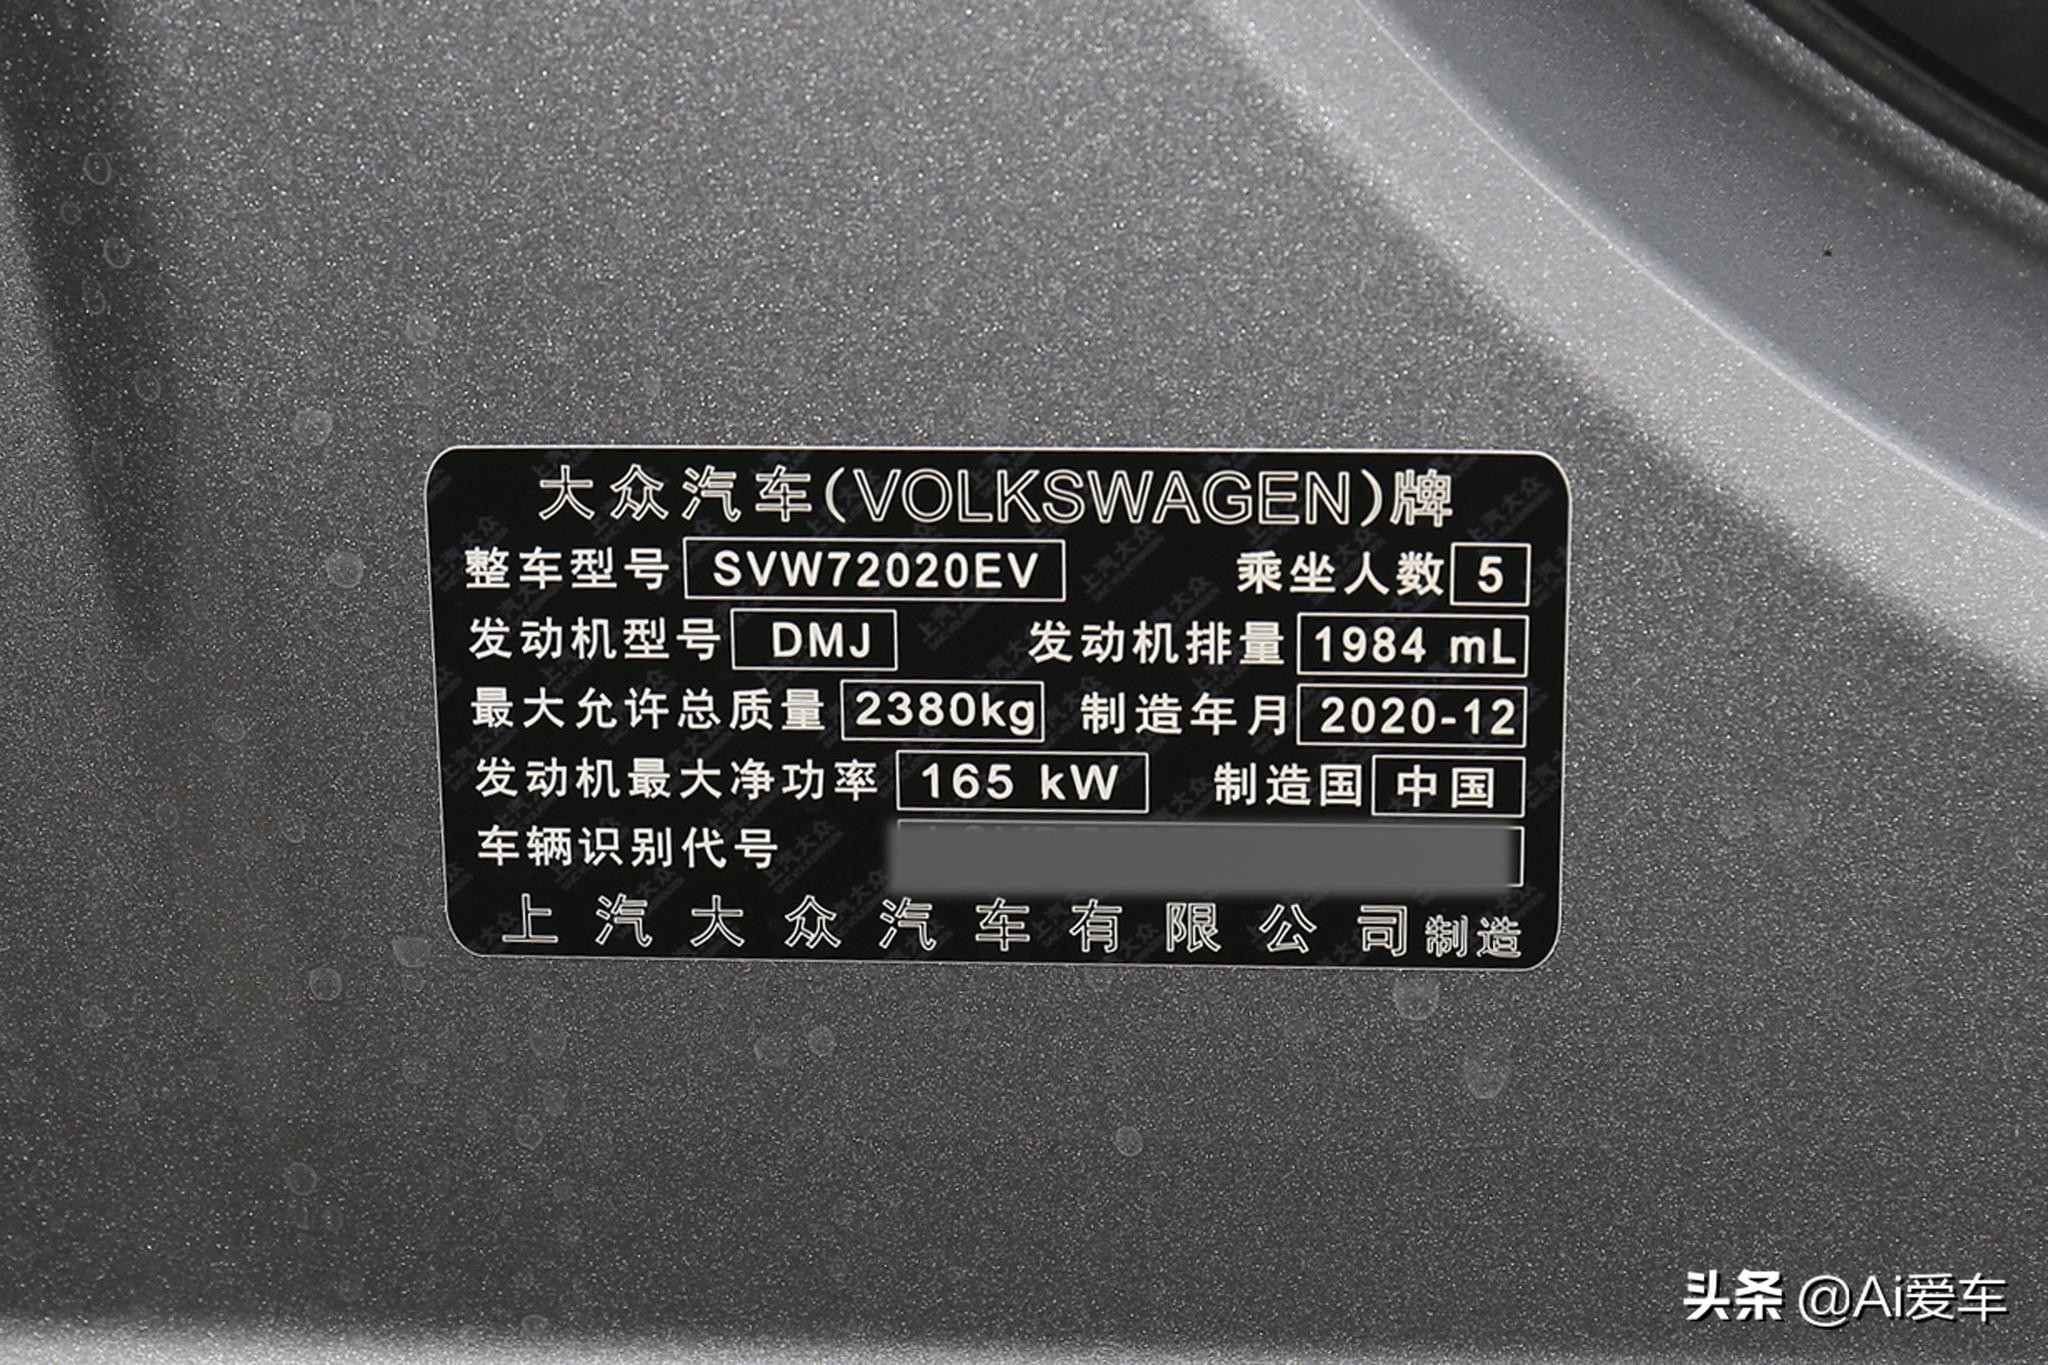 大众汽车(VOLKSWAGEN)牌
整车型号 SVW72020EV 乘坐人数 5
发动机型号 DMJ 发动机排量 1984 mL
最大允许总质量 2380kg 制造年月 2020-12
发动机最大净功率 165 kW 制造国 中国
车辆识别代号
上汽大众汽车有限公司制造
头条 @Ai爱车